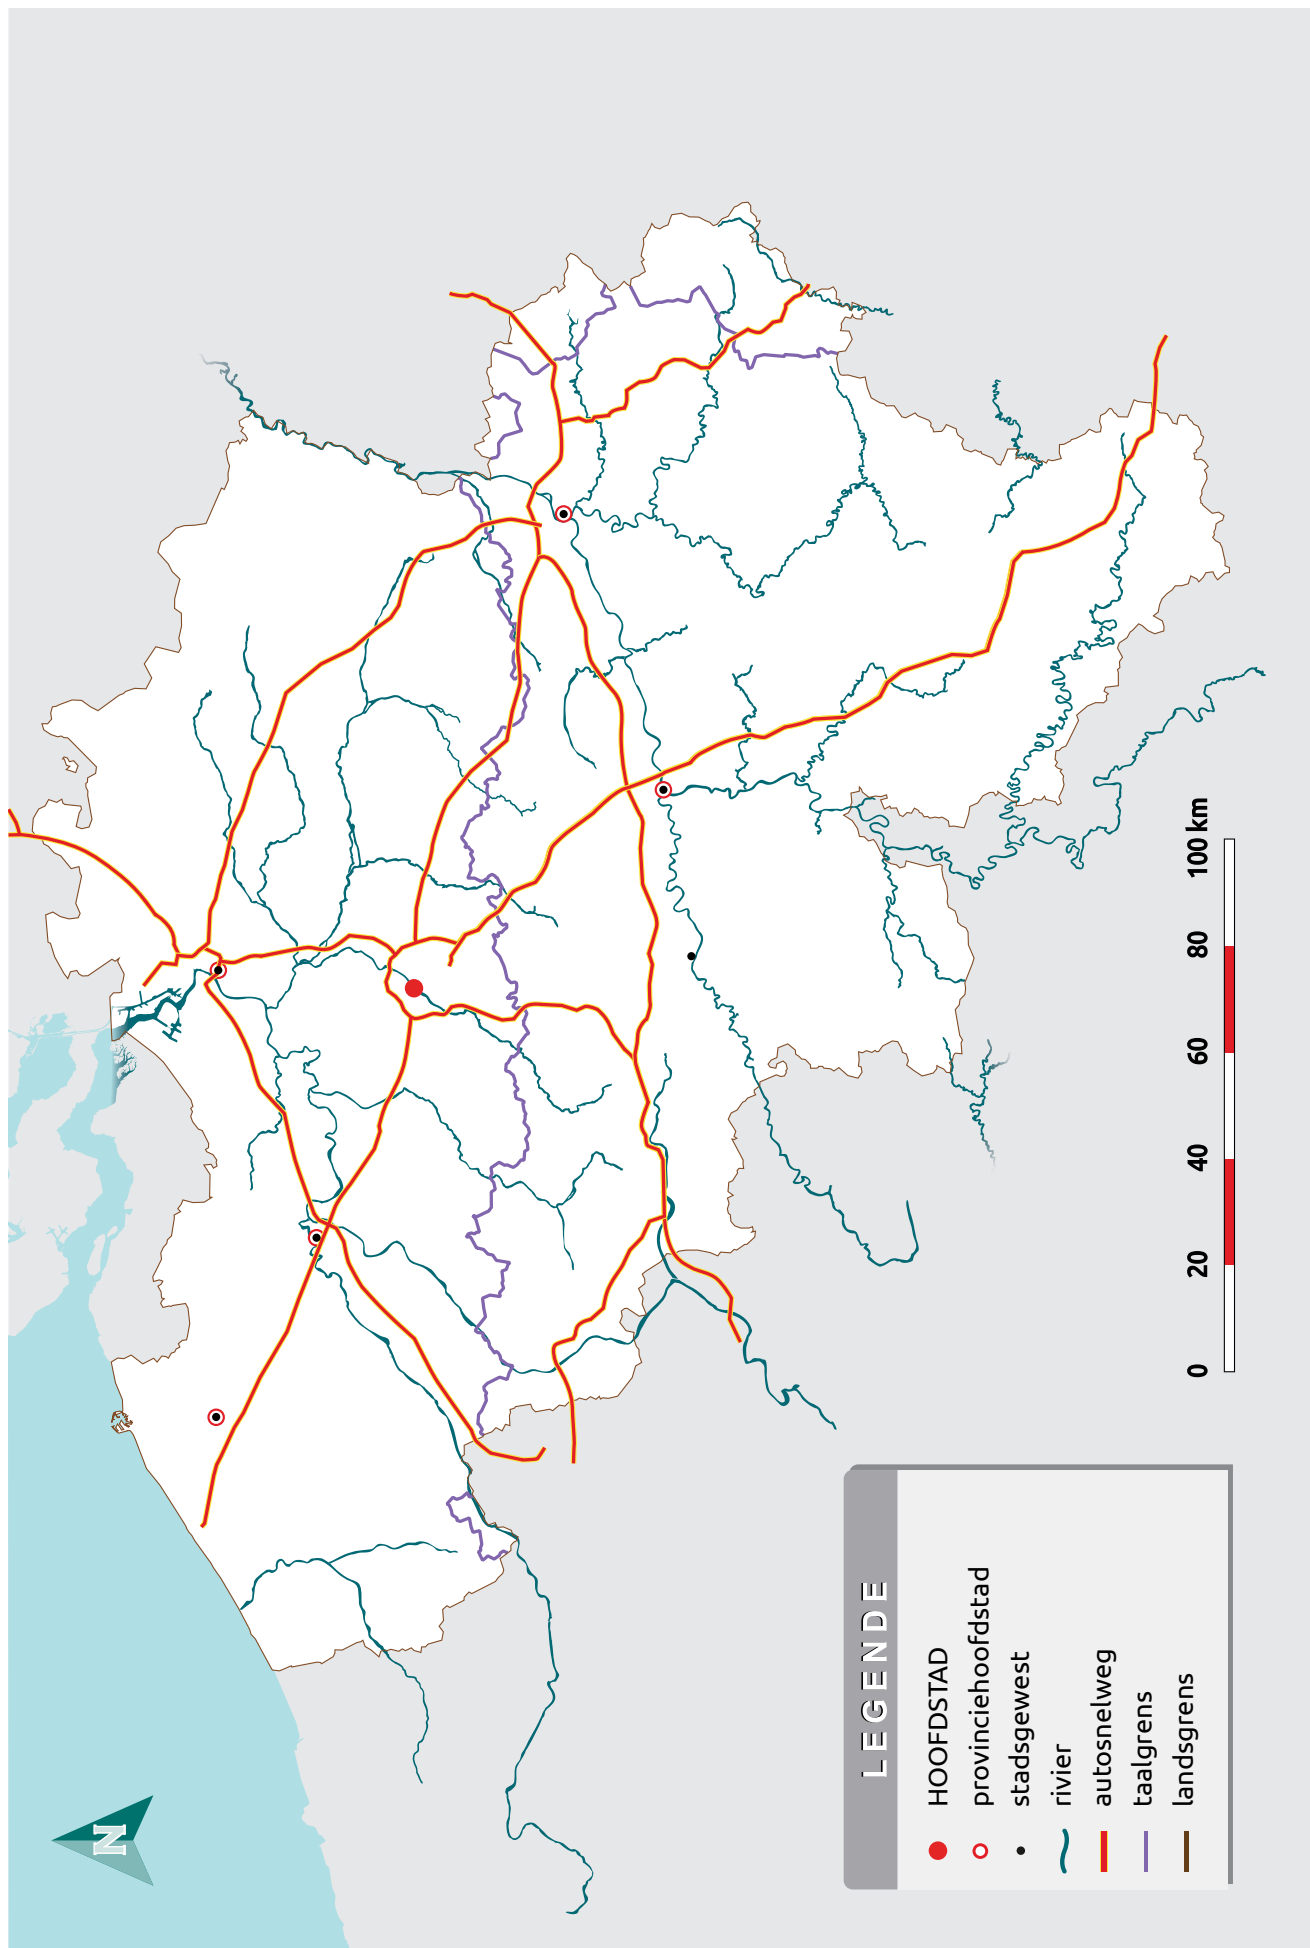 N
LEGENDE
HOOFDSTAD
provinciehoofdstad
stadsgewest
rivier
autosnelweg
taalgrens
landsgrens
0 20 40 60 80 100 km